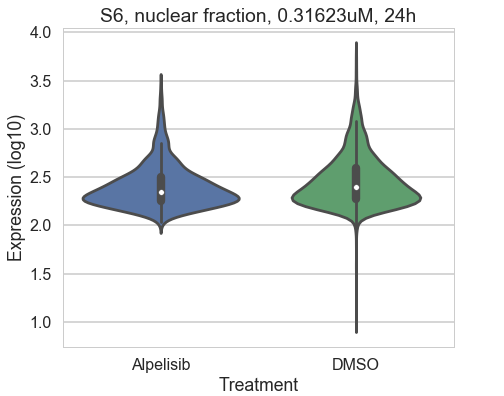 S6, nuclear fraction, 0.31623uM, 24h
Expression (log10)
4.0
3.5
3.0
2.5
2.0
1.5
1.0
Alpelisib
DMSO
Treatment